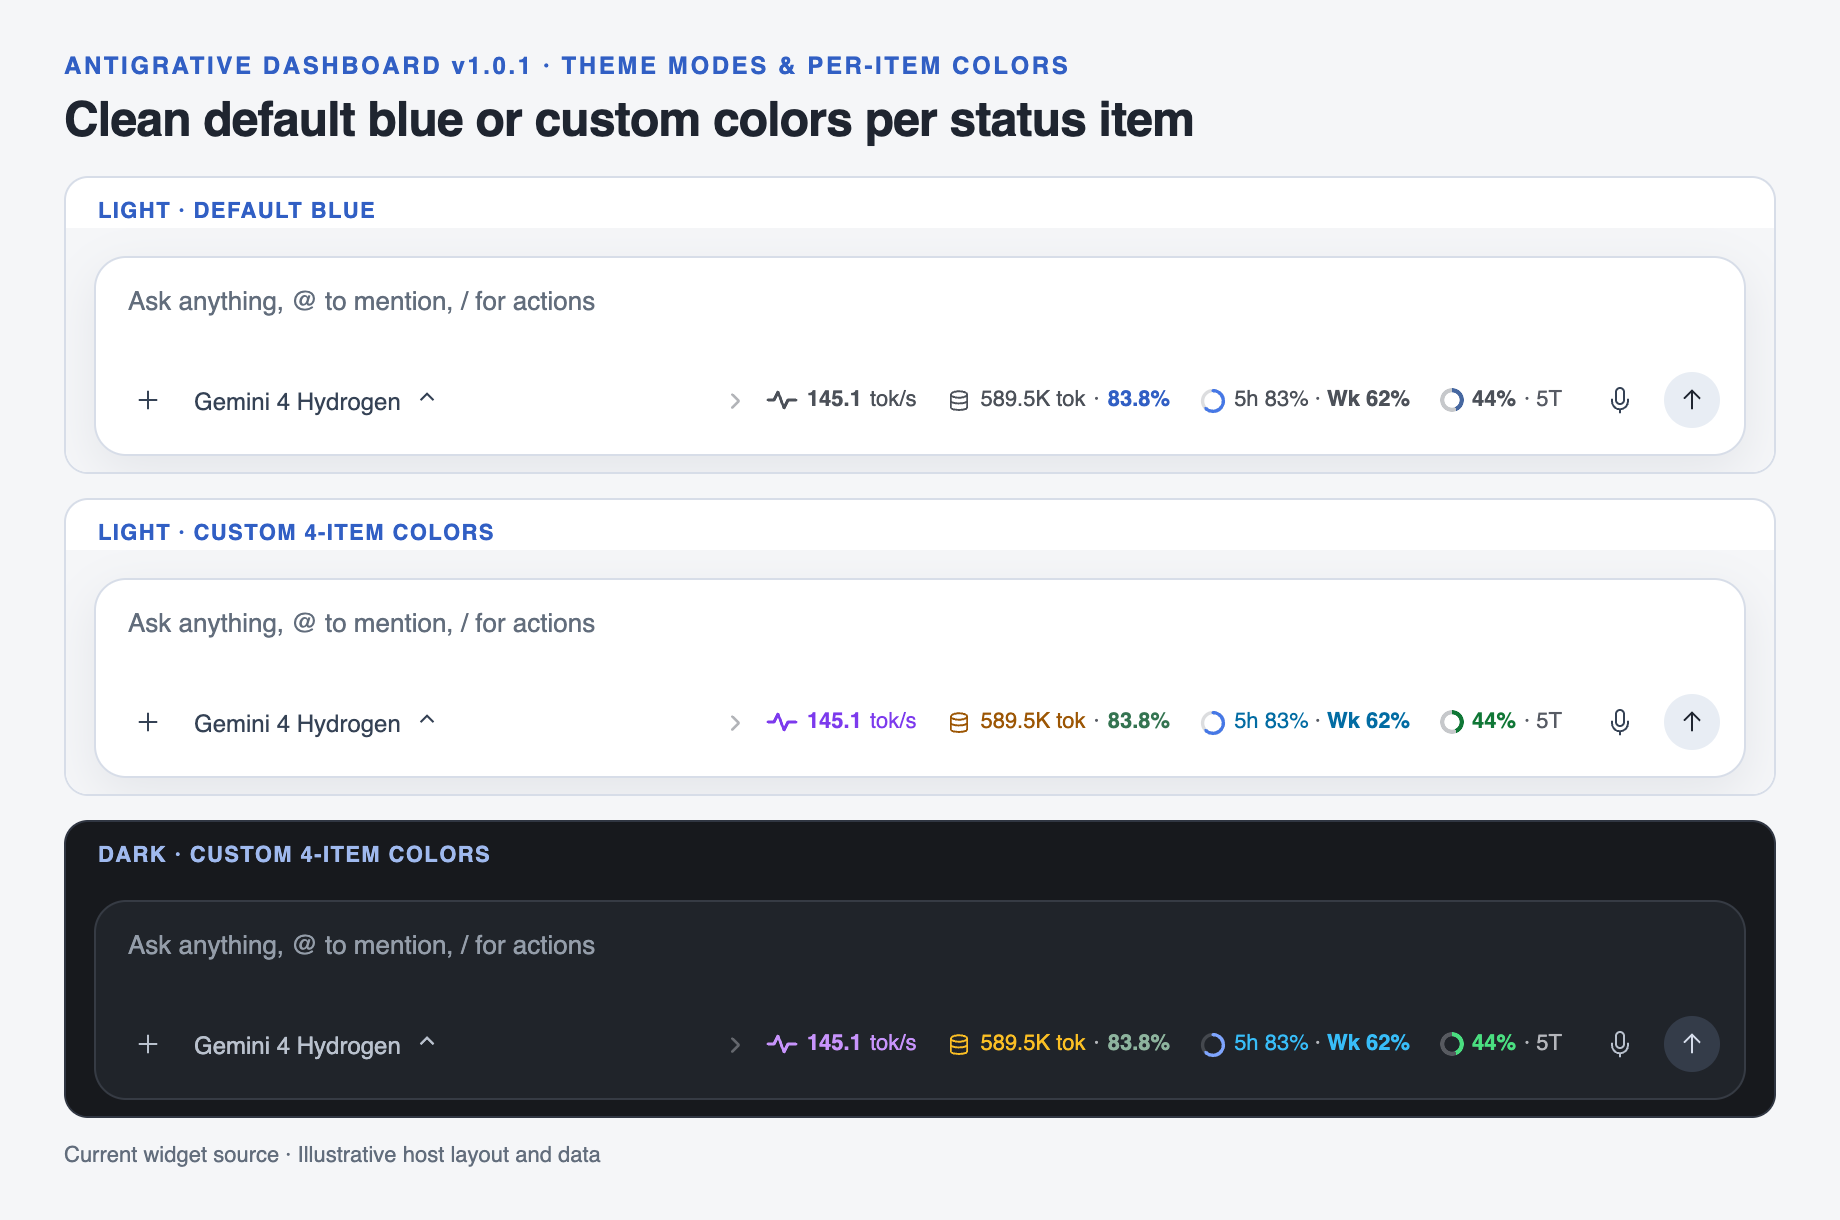 ANTIGRATIVE DASHBOARD v1.0.1 · THEME MODES & PER-ITEM COLORS
Clean default blue or custom colors per status item
LIGHT · DEFAULT BLUE
Ask anything, @ to mention, / for actions
Gemini 4 Hydrogen 145.1 tok/s 589.5K tok · 83.8% 5h 83% · Wk 62% 44% · 5T
LIGHT · CUSTOM 4-ITEM COLORS
Ask anything, @ to mention, / for actions
Gemini 4 Hydrogen 145.1 tok/s 589.5K tok · 83.8% 5h 83% · Wk 62% 44% · 5T
DARK · CUSTOM 4-ITEM COLORS
Ask anything, @ to mention, / for actions
Gemini 4 Hydrogen 145.1 tok/s 589.5K tok · 83.8% 5h 83% · Wk 62% 44% · 5T
Current widget source · Illustrative host layout and data